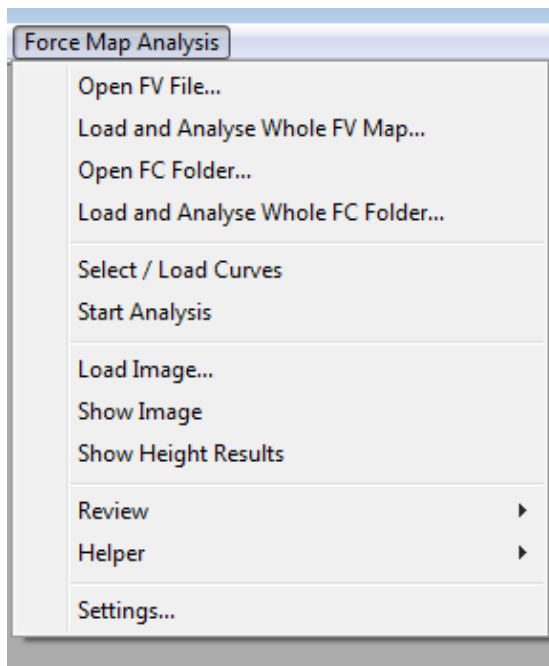 Force Map Analysis
Open FV File...
Load and Analyse Whole FV Map...
Open FC Folder...
Load and Analyse Whole FC Folder...
Select / Load Curves
Start Analysis
Load Image...
Show Image
Show Height Results
Review
Helper
Settings...